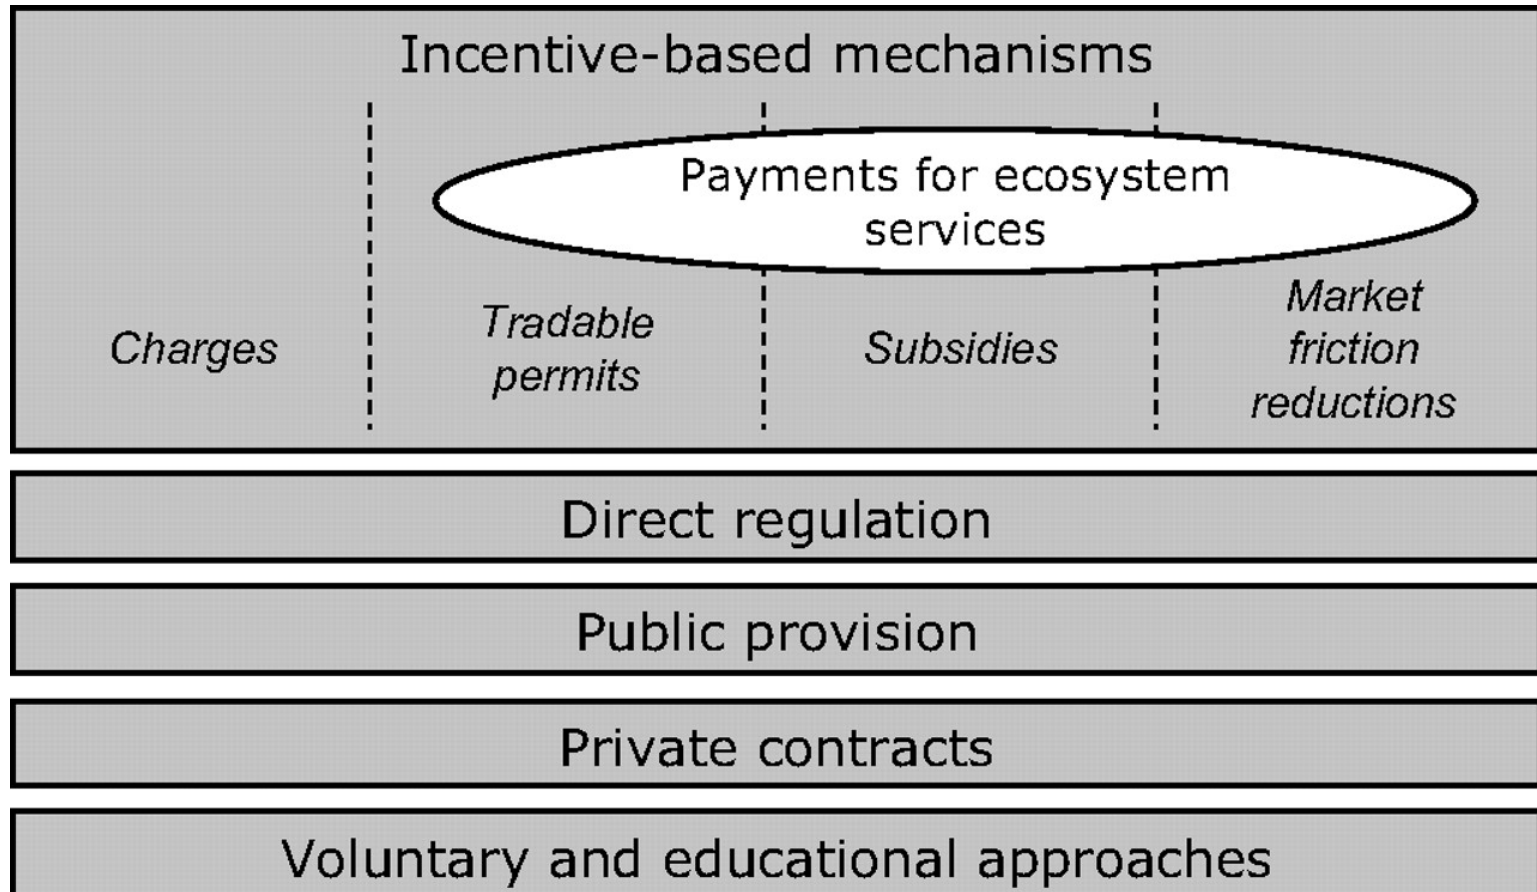 Incentive-based mechanisms
Payments for ecosystem
services
Charges
Tradable
permits
Subsidies
Market
friction
reductions
Direct regulation
Public provision
Private contracts
Voluntary and educational approaches